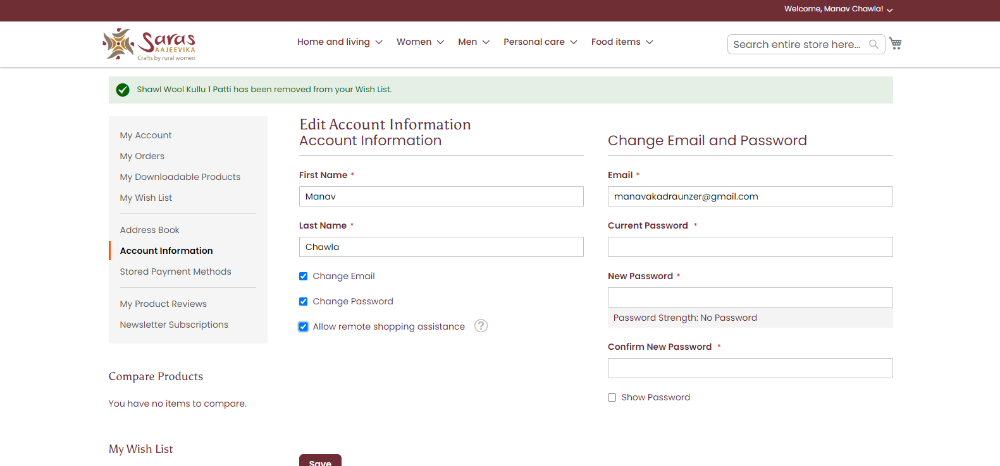 Welcome, Manav Chawla!
Saras
AAJEEVIKA
Crafts by rural women
Home and living
Women
Men
Personal care
Food items
Search entire store here...
Shawl Wool Kullu 1 Patti has been removed from your Wish List.
My Account
My Orders
My Downloadable Products
My Wish List
Address Book
Account Information
Stored Payment Methods
My Product Reviews
Newsletter Subscriptions
Compare Products
You have no items to compare.
My Wish List
Edit Account Information
Account Information
First Name *
Manav
Last Name *
Chawla
Change Email
Change Password
Allow remote shopping assistance ?
Change Email and Password
Email *
manavakadraunzer@gmail.com
Current Password *
New Password *
Password Strength: No Password
Confirm New Password *
Show Password
Save